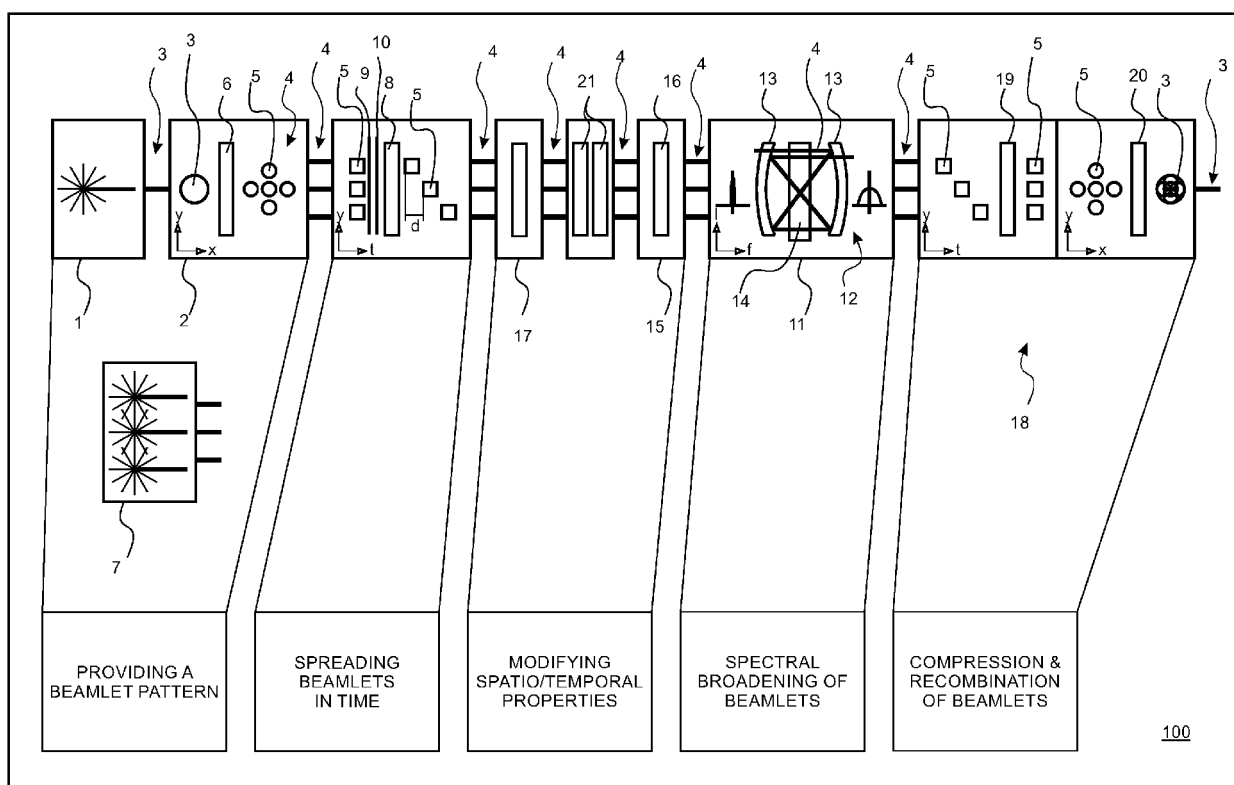 3 3 6 5 4 4 5 9 10 8 5 4 4 21 4 16 4 13 4 13 4 5 19 5 5 20 3 3
y x y t d f y t y x
1 2 17 15 14 11 12
18
7
PROVIDING A
BEAMLET PATTERN
SPREADING
BEAMLETS
IN TIME
MODIFYING
SPATIO/TEMPORAL
PROPERTIES
SPECTRAL
BROADENING OF
BEAMLETS
COMPRESSION &
RECOMBINATION
OF BEAMLETS
100